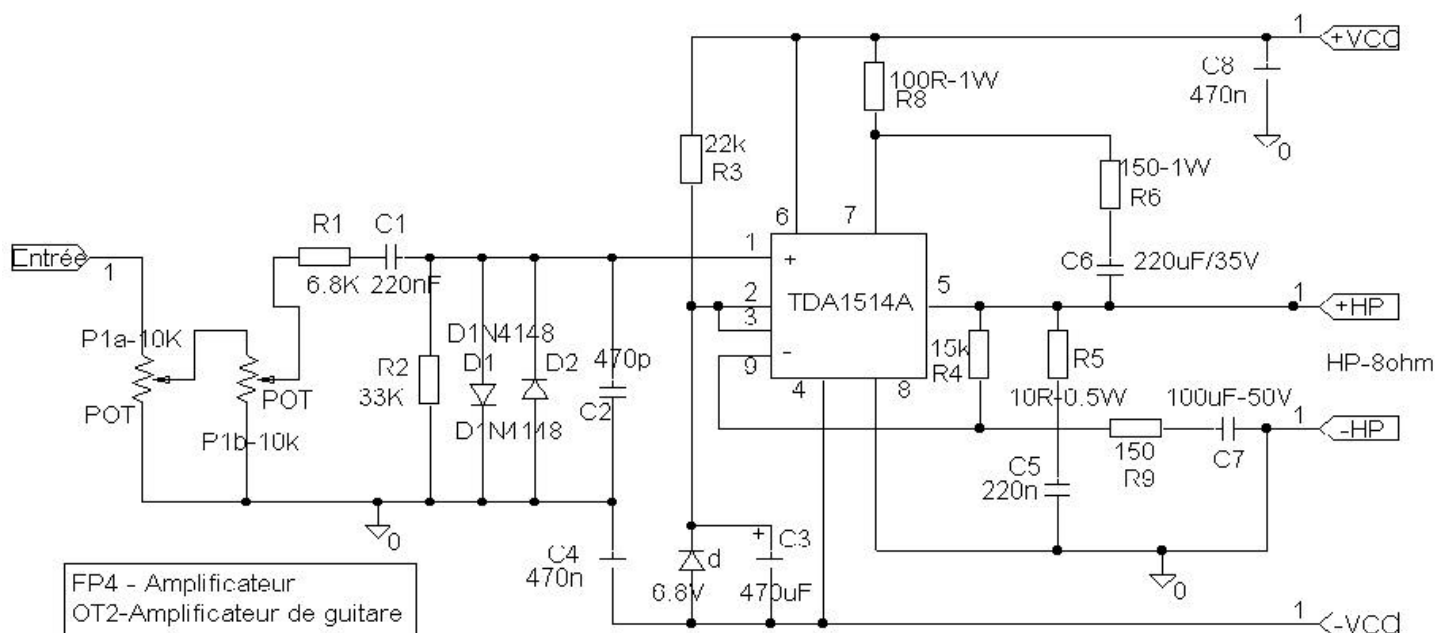 1
+VCC
C8
470n
0
100R-1W
R8
22k
R3
150-1W
R6
R1
C1
6.8K
220nF
Entrée
1
6
7
1
+
2
3
-
9
TDA1514A
5
4
8
C6
220uF/35V
1
+HP
P1a-10K
POT
POT
P1b-10k
R2
33K
D1N4148
D1
D2
D1N4148
470p
C2
15k
R4
R5
10R-0.5W
HP-8ohm
100uF-50V
1
-HP
150
R9
C7
C5
220n
0
0
C4
470n
d
6.8V
+
C3
470uF
1
-VCC
FP4 - Amplificateur
OT2-Amplificateur de guitare